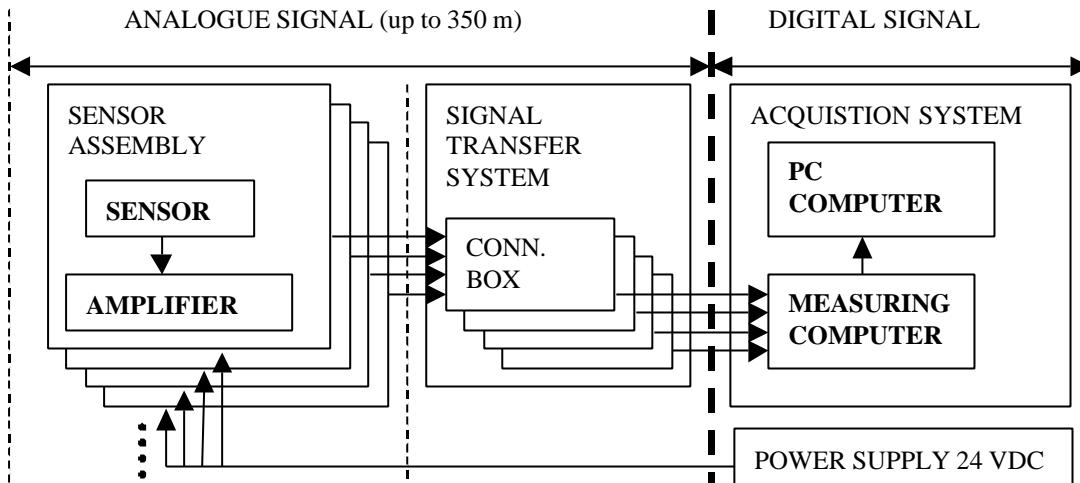 ANALOGUE SIGNAL (up to 350 m)
DIGITAL SIGNAL
SENSOR
ASSEMBLY
SENSOR
AMPLIFIER
SIGNAL
TRANSFER
SYSTEM
CONN.
BOX
ACQUISTION SYSTEM
PC
COMPUTER
MEASURING
COMPUTER
POWER SUPPLY 24 VDC